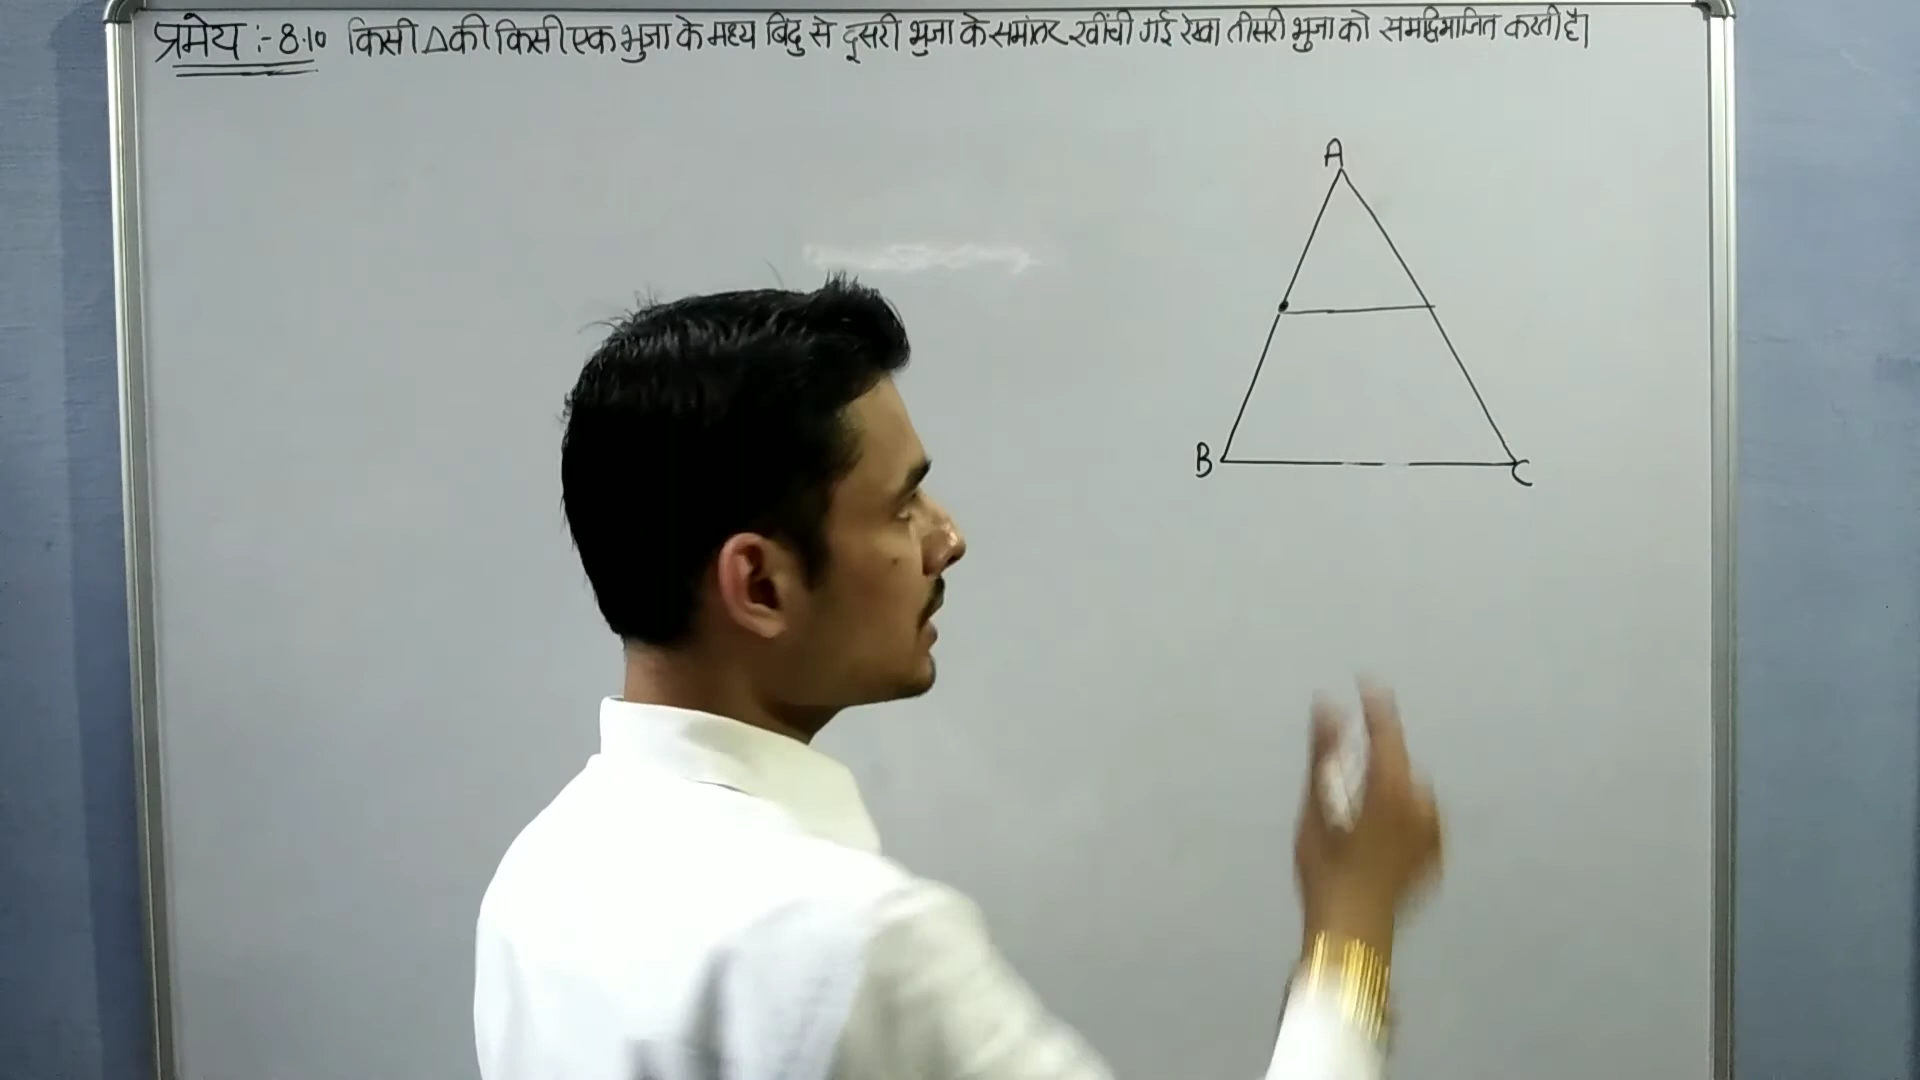 प्रमेय :- 8.10 किसी Δ की किसी एक भुजा के मध्य बिंदु से दूसरी भुजा के समांतर खींची गई रेखा तीसरी भुजा को समद्विभाजित करती है।
A
B C